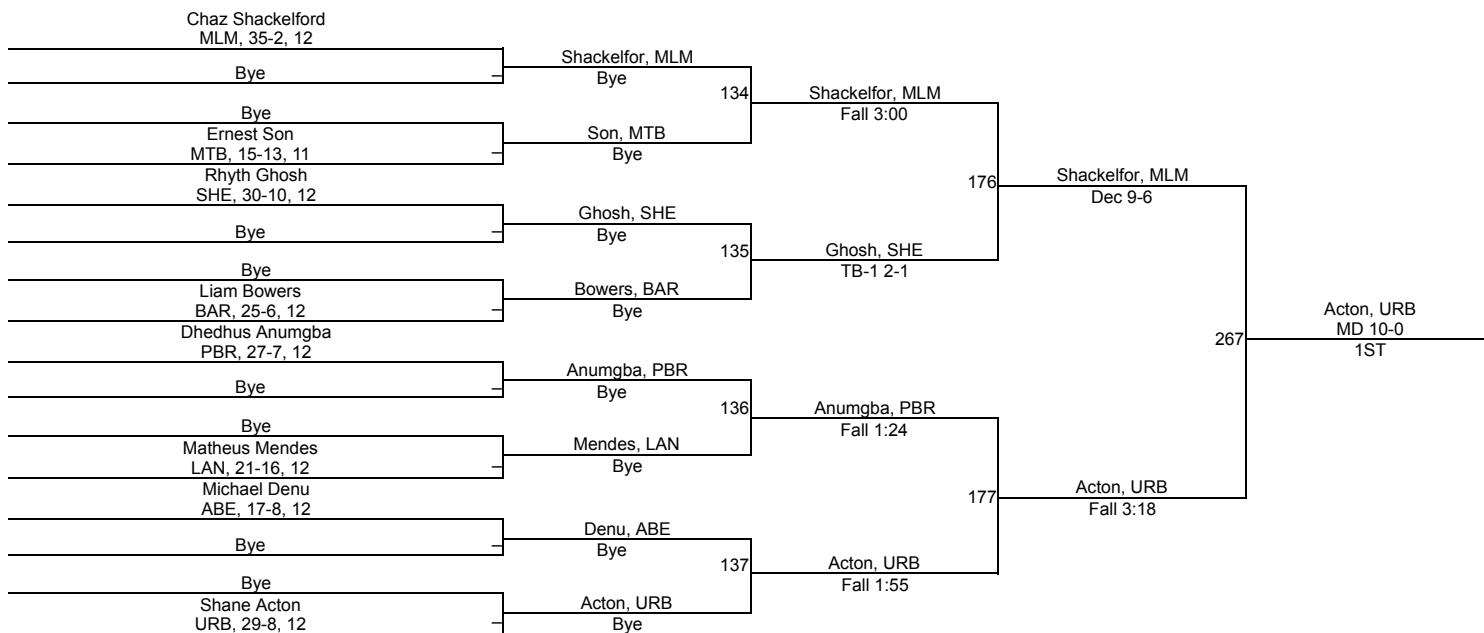 Chaz Shackelford
MLM, 35-2, 12
Bye
Bye
Ernest Son
MTB, 15-13, 11
Rhyth Ghosh
SHE, 30-10, 12
Bye
Bye
Liam Bowers
BAR, 25-6, 12
Dhedhus Anumgba
PBR, 27-7, 12
Bye
Bye
Matheus Mendes
LAN, 21-16, 12
Michael Denu
ABE, 17-8, 12
Bye
Bye
Shane Acton
URB, 29-8, 12
Shackelfor, MLM
Bye
134
Son, MTB
Bye
Ghosh, SHE
Bye
135
Bowers, BAR
Bye
Anumgba, PBR
Bye
136
Mendes, LAN
Bye
Denu, ABE
Bye
137
Acton, URB
Bye
Shackelfor, MLM
Fall 3:00
176
Ghosh, SHE
TB-1 2-1
Anumgba, PBR
Fall 1:24
177
Acton, URB
Fall 1:55
Shackelfor, MLM
Dec 9-6
267
Acton, URB
Fall 3:18
Acton, URB
MD 10-0
1ST